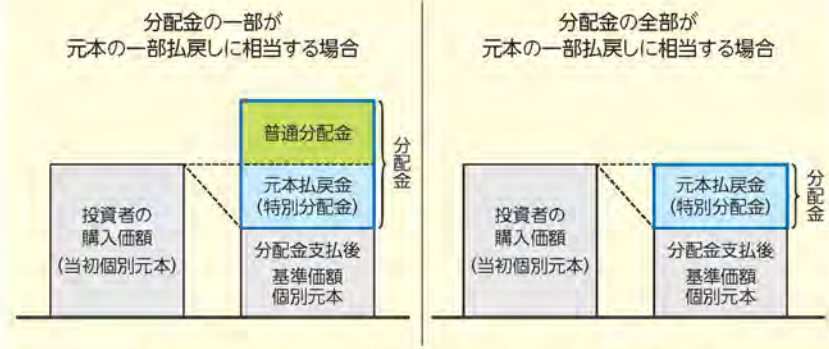 分配金の一部が
元本の一部払戻しに相当する場合
普通分配金
元本払戻金
(特別分配金)
分配金
投資者の
購入価額
(当初個別元本)
分配金支払後
基準価額
個別元本
分配金の全部が
元本の一部払戻しに相当する場合
元本払戻金
(特別分配金)
分配金
投資者の
購入価額
(当初個別元本)
分配金支払後
基準価額
個別元本